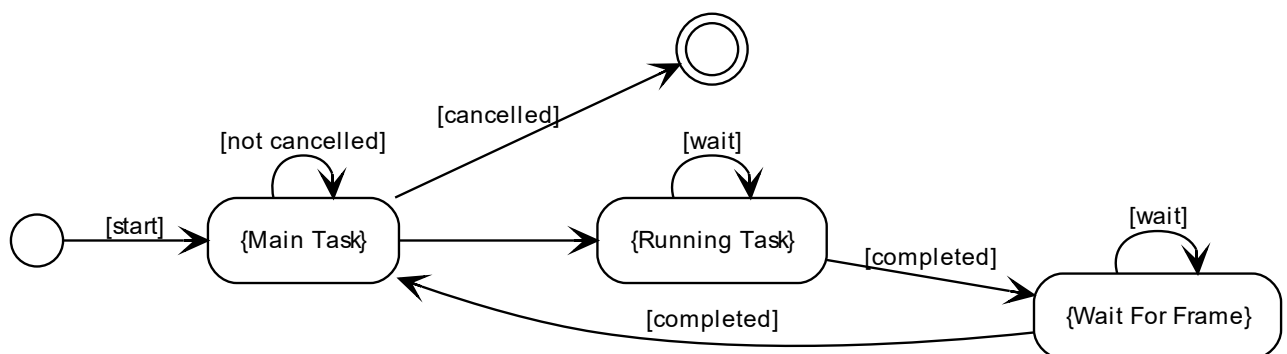 [cancelled]
[not cancelled]
[wait]
[start]
{Main Task}
{Running Task}
[wait]
[completed]
{Wait For Frame}
[completed]